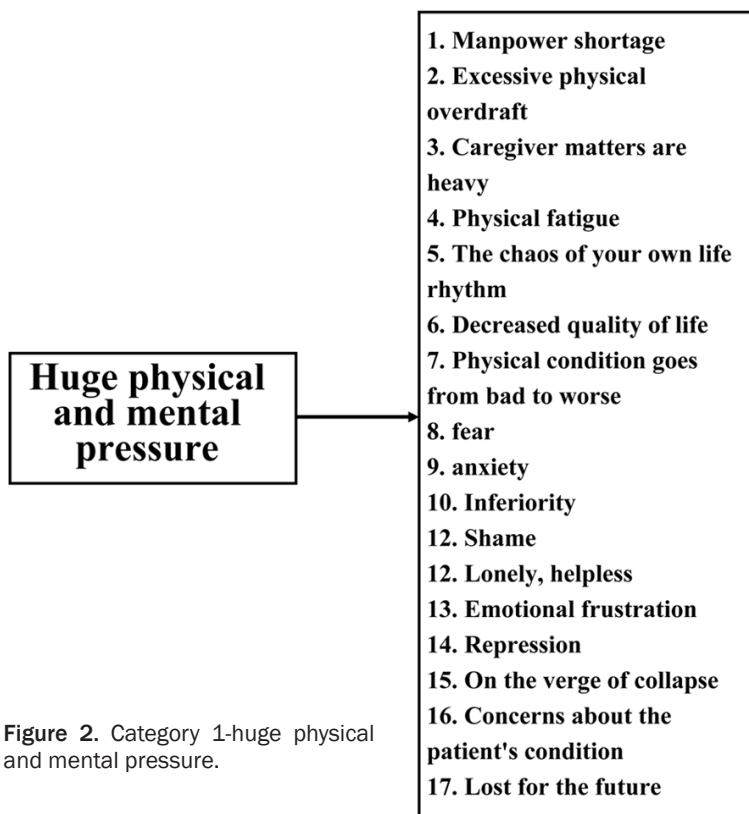 Huge physical
and mental
pressure
1. Manpower shortage
2. Excessive physical
overdraft
3. Caregiver matters are
heavy
4. Physical fatigue
5. The chaos of your own life
rhythm
6. Decreased quality of life
7. Physical condition goes
from bad to worse
8. fear
9. anxiety
10. Inferiority
12. Shame
12. Lonely, helpless
13. Emotional frustration
14. Repression
15. On the verge of collapse
16. Concerns about the
patient's condition
17. Lost for the future
Figure 2. Category 1-huge physical
and mental pressure.